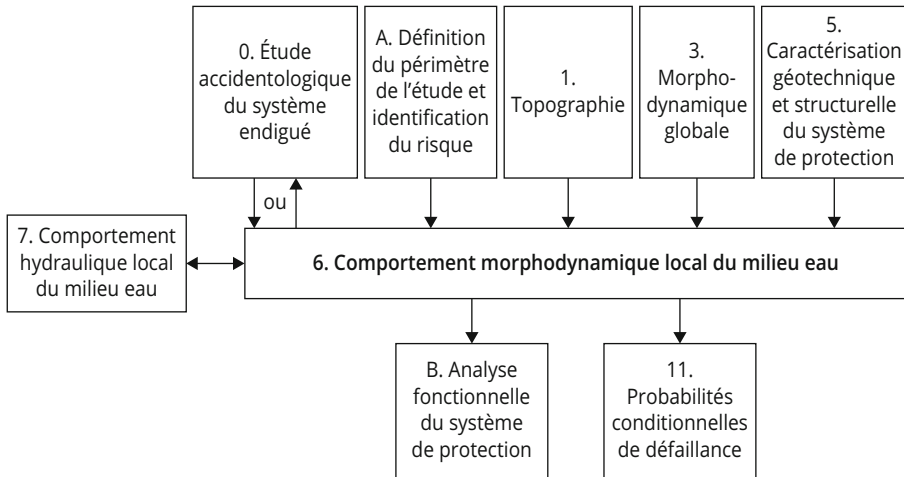 0. Étude
accidentologique
du système
endigué
A. Définition
du périmètre
de l’étude et
identification
du risque
1.
Topographie
3.
Morpho-
dynamique
globale
5.
Caractérisation
géotechnique
et structurelle
du système
de protection
ou
7. Comportement
hydraulique local
du milieu eau
6. Comportement morphodynamique local du milieu eau
B. Analyse
fonctionnelle
du système
de protection
11.
Probabilités
conditionnelles
de défaillance